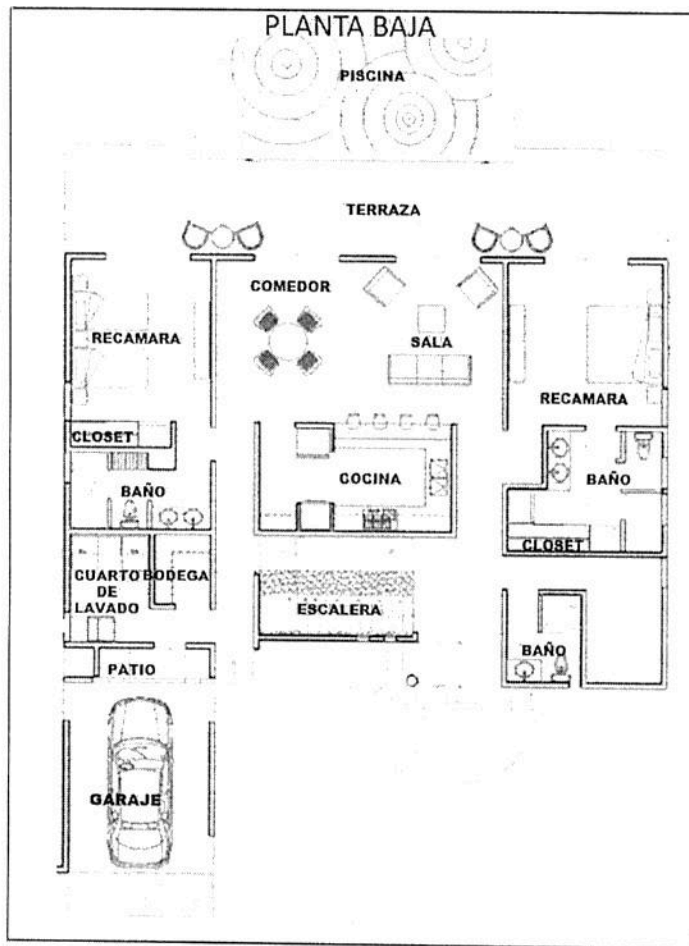 PLANTA BAJA
PISCINA
TERRAZA
COMEDOR
RECAMARA
SALA
RECAMARA
CLOSET
COCINA
BAÑO
BAÑO
CLOSET
CUARTO
DE
LAVADO
BODEGA
ESCALERA
BAÑO
PATIO
GARAJE